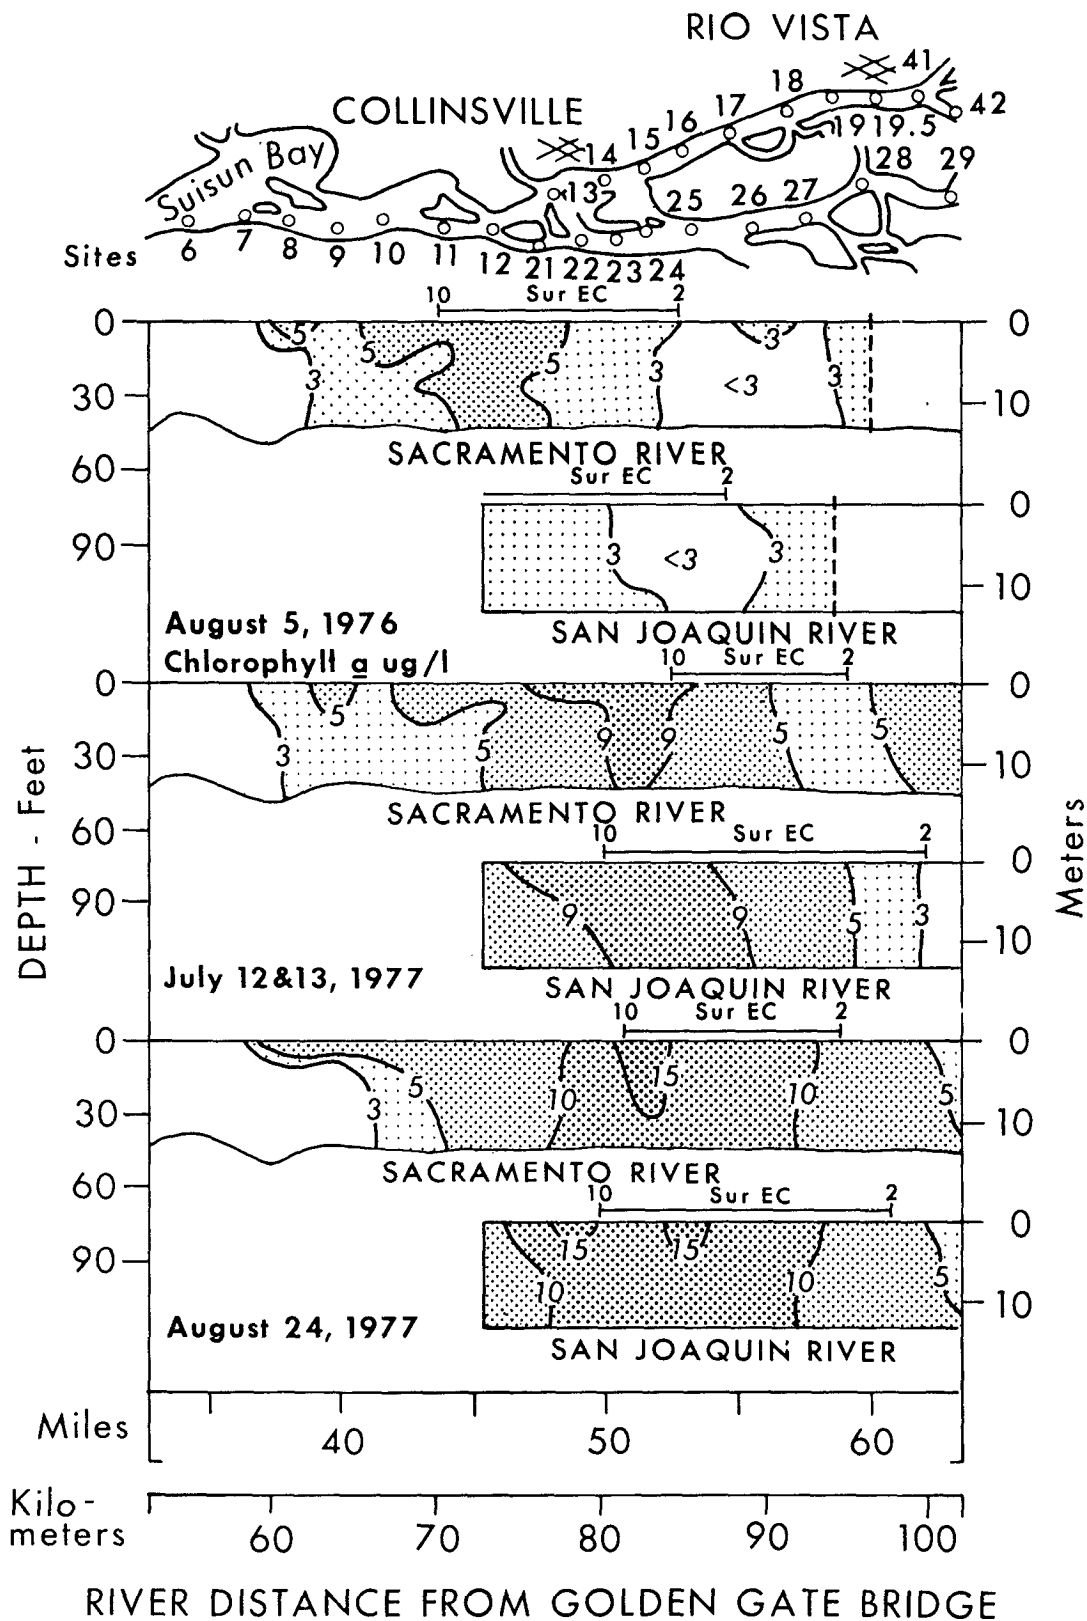 RIO VISTA
COLLINSVILLE
Suisun Bay
41
18
42
17
16
15
14
19 19.5
13
28 29
25 26 27
Sites 6 7 8 9 10 11 12 21 22 23 24
10 Sur EC 2
0 5 5 5 3 0
3 3 <3 3
30 10
SACRAMENTO RIVER
60 Sur EC 2
0
90 3 <3 3
10
August 5, 1976
SAN JOAQUIN RIVER
Chlorophyll a ug/l
10 Sur EC 2
0 0
5 3 5 9 9 5 5
30 10
SACRAMENTO RIVER
60 10 Sur EC 2
0
90 9 9 5 3
10
July 12&13, 1977
SAN JOAQUIN RIVER
10 Sur EC 2
0 0
3 5 10 15 10 5
30 10
SACRAMENTO RIVER
60 10 Sur EC 2
0
90 15 15 10 10 5
10
August 24, 1977
SAN JOAQUIN RIVER
DEPTH - Feet
Meters
Miles 40 50 60
Kilo-
meters 60 70 80 90 100
RIVER DISTANCE FROM GOLDEN GATE BRIDGE